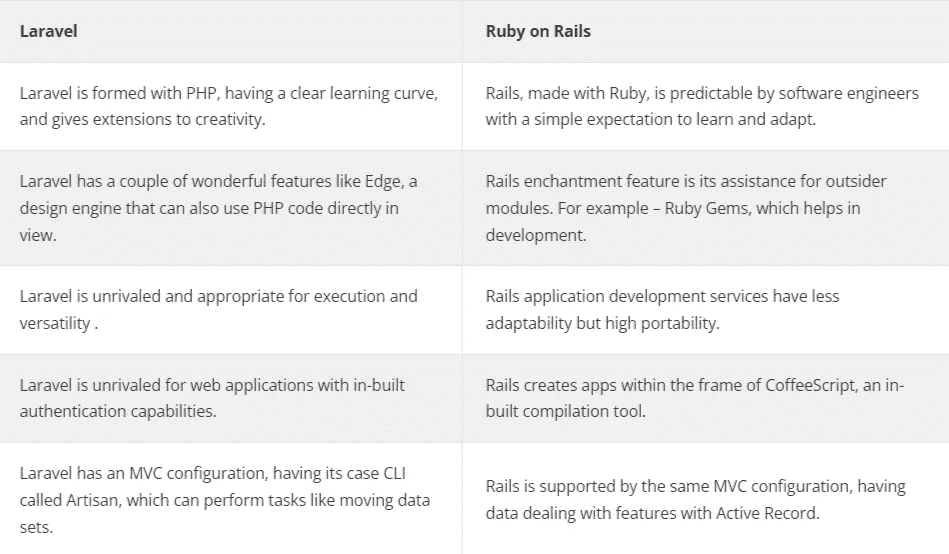 Laravel
Ruby on Rails
Laravel is formed with PHP, having a clear learning curve,
and gives extensions to creativity.
Rails, made with Ruby, is predictable by software engineers
with a simple expectation to learn and adapt.
Laravel has a couple of wonderful features like Edge, a
design engine that can also use PHP code directly in
view.
Rails enchantment feature is its assistance for outsider
modules. For example – Ruby Gems, which helps in
development.
Laravel is unrivaled and appropriate for execution and
versatility .
Rails application development services have less
adaptability but high portability.
Laravel is unrivaled for web applications with in-built
authentication capabilities.
Rails creates apps within the frame of CoffeeScript, an in-
built compilation tool.
Laravel has an MVC configuration, having its case CLI
called Artisan, which can perform tasks like moving data
sets.
Rails is supported by the same MVC configuration, having
data dealing with features with Active Record.